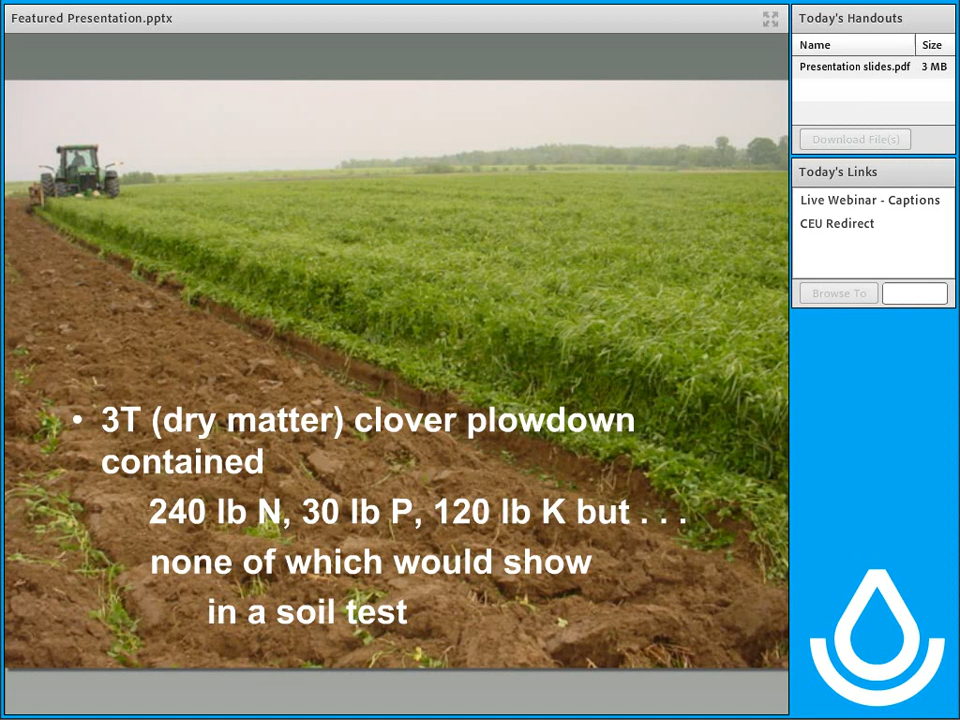 Featured Presentation.pptx
• 3T (dry matter) clover plowdown
contained
240 lb N, 30 lb P, 120 lb K but . . .
none of which would show
in a soil test
Today's Handouts
Name Size
Presentation slides.pdf 3 MB
Download File(s)
Today's Links
Live Webinar - Captions
CEU Redirect
Browse To